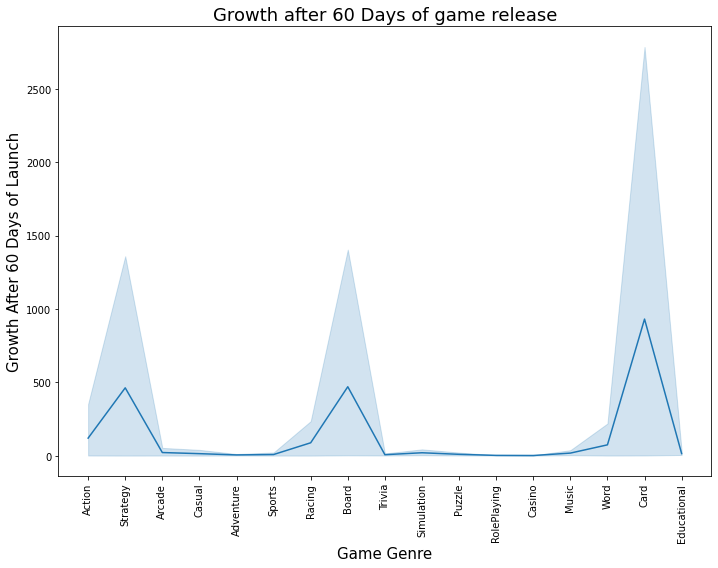 Growth after 60 Days of game release
Growth After 60 Days of Launch
2500
2000
1500
1000
500
0
Action
Strategy
Arcade
Casual
Adventure
Sports
Racing
Board
Trivia
Simulation
Puzzle
RolePlaying
Casino
Music
Word
Card
Educational
Game Genre